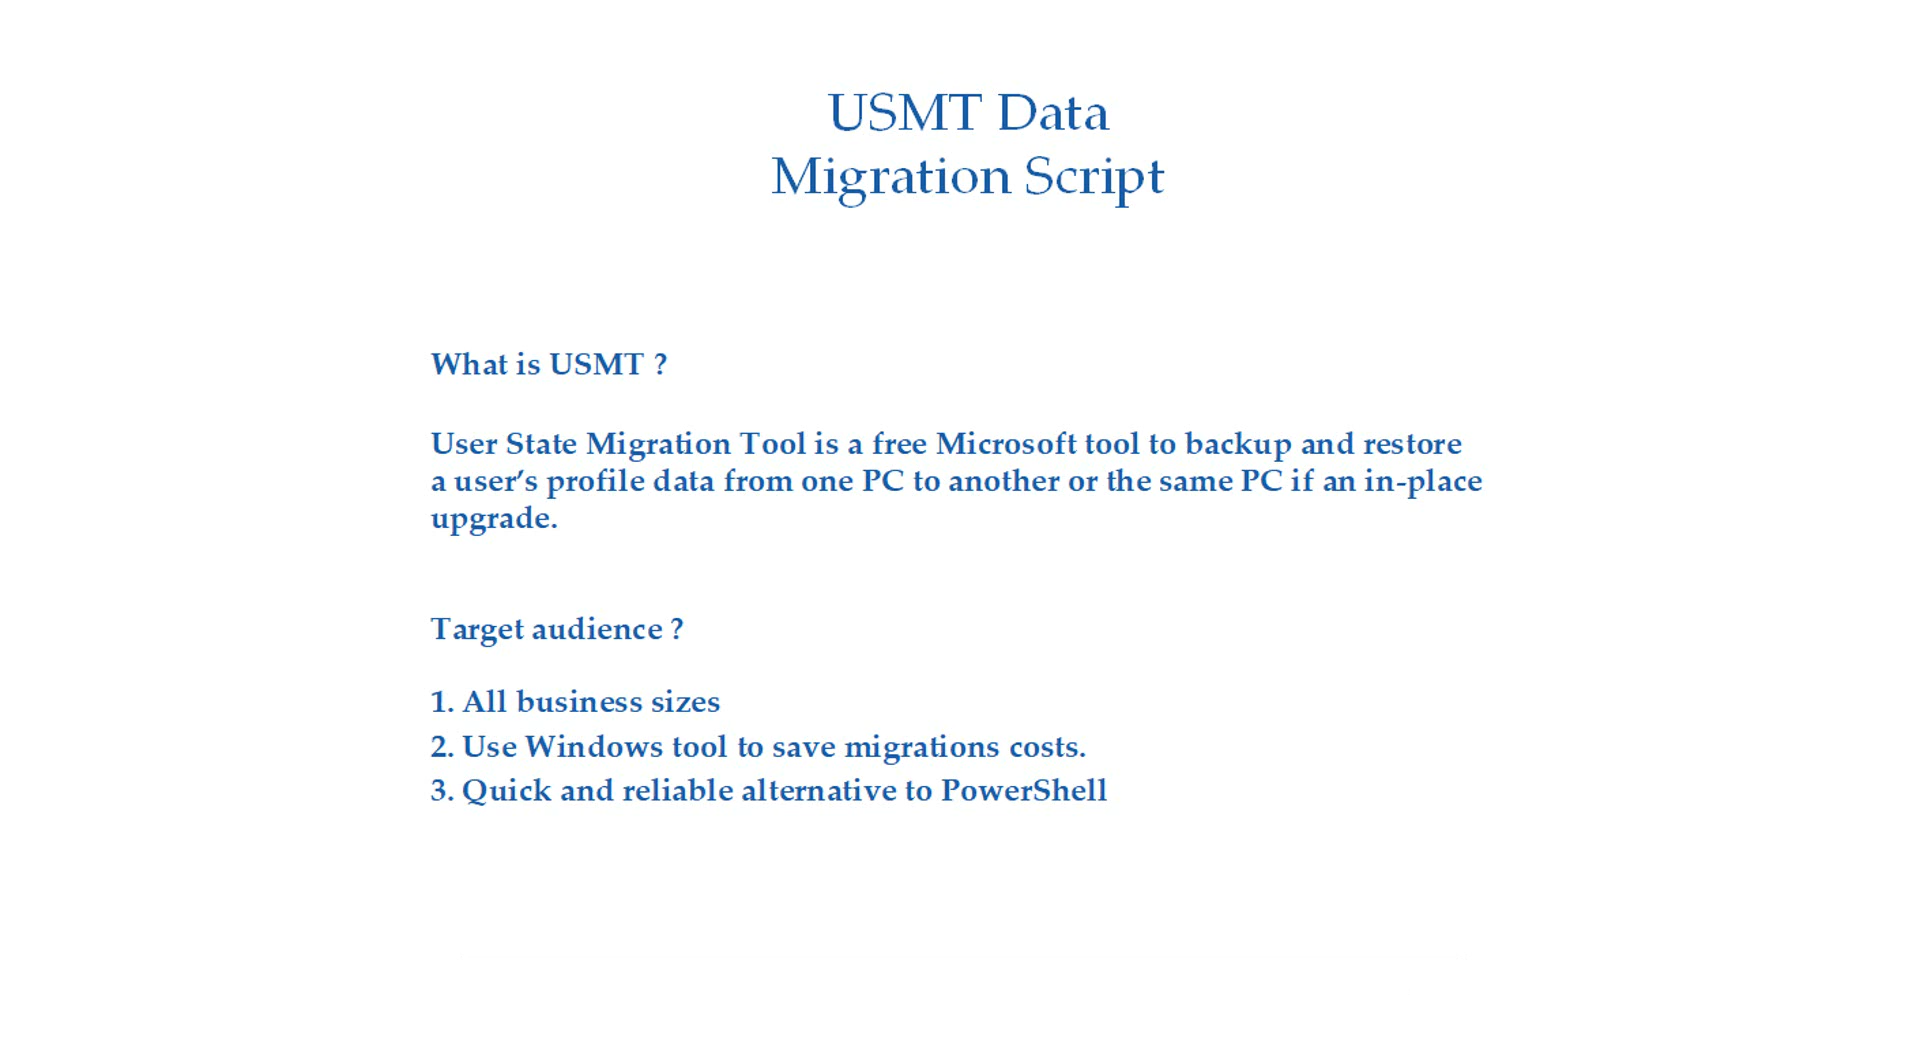 USMT Data
Migration Script
What is USMT ?
User State Migration Tool is a free Microsoft tool to backup and restore
a user’s profile data from one PC to another or the same PC if an in-place
upgrade.
Target audience ?
1. All business sizes
2. Use Windows tool to save migrations costs.
3. Quick and reliable alternative to PowerShell